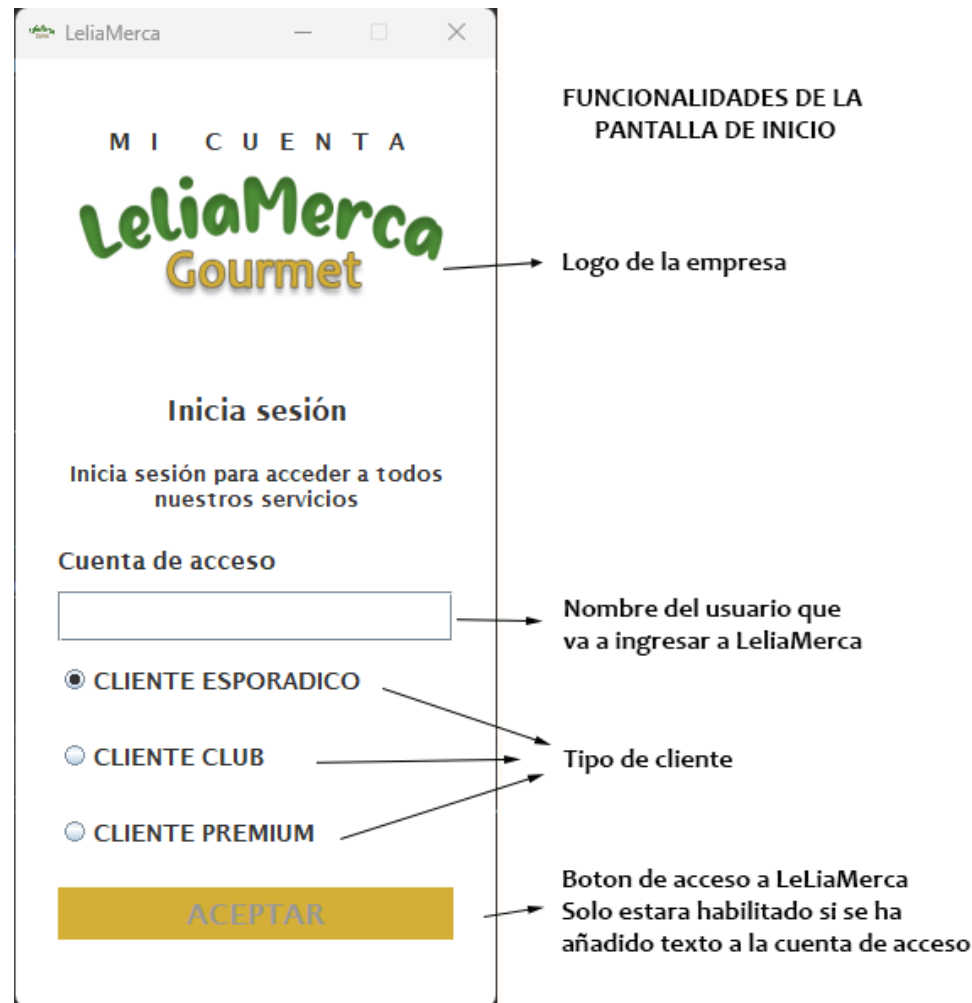 LeliaMerca
FUNCIONALIDADES DE LA
PANTALLA DE INICIO
MI CUENTA
LeliaMerca
Gourmet
Logo de la empresa
Inicia sesión
Inicia sesión para acceder a todos
nuestros servicios
Cuenta de acceso
Nombre del usuario que
va a ingresar a LeliaMerca
CLIENTE ESPORADICO
CLIENTE CLUB
Tipo de cliente
CLIENTE PREMIUM
Boton de acceso a LeLiaMerca
Solo estara habilitado si se ha
añadido texto a la cuenta de acceso
ACEPTAR